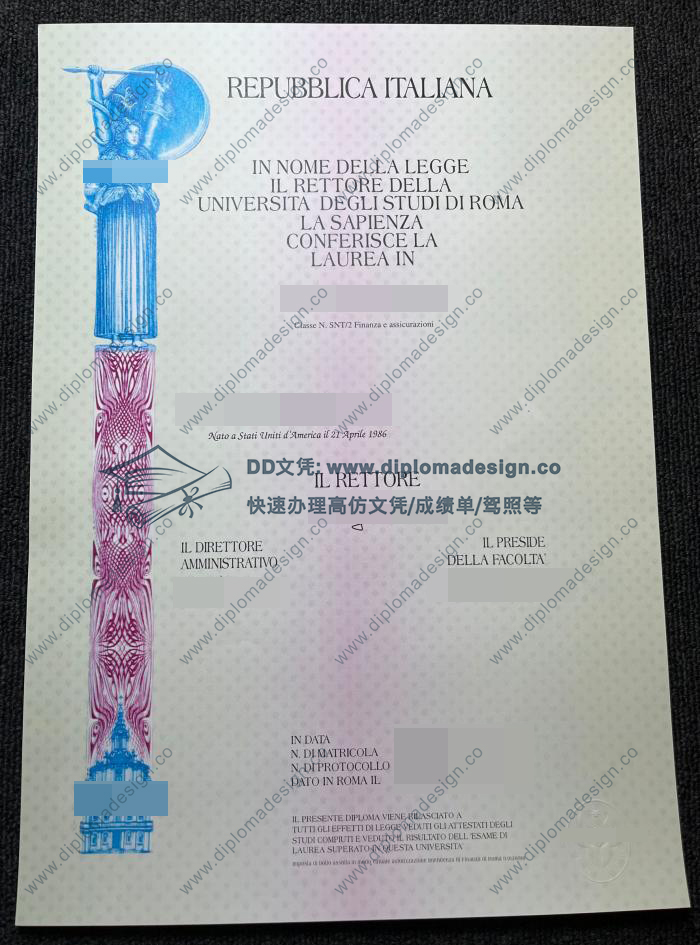 REPUBBLICA ITALIANA
IN NOME DELLA LEGGE
IL RETTORE DELLA
UNIVERSITA DEGLI STUDI DI ROMA
LA SAPIENZA
CONFERISCE LA
LAUREA IN
Classe N. SNT/2 Finanza e assicurazioni
Nato a Stati Uniti d'America il 21 Aprile 1986
DD文凭: www.diplomadesign.co
IL RETTORE
快速办理高仿文凭/成绩单/驾照等
IL DIRETTORE
AMMINISTRATIVO
IL PRESIDE
DELLA FACOLTA'
IN DATA
N. DI MATRICOLA
N. DI PROTOCOLLO
DATO IN ROMA IL
IL PRESENTE DIPLOMA VIENE RILASCIATO A
TUTTI GLI EFFETTI DI LEGGE VEDUTI GLI ATTESTATI DEGLI
STUDI COMPIUTI E VEDUTO IL RISULTATO DELL'ESAME DI
LAUREA SUPERATO IN QUESTA UNIVERSITA
www.diplomadesign.co